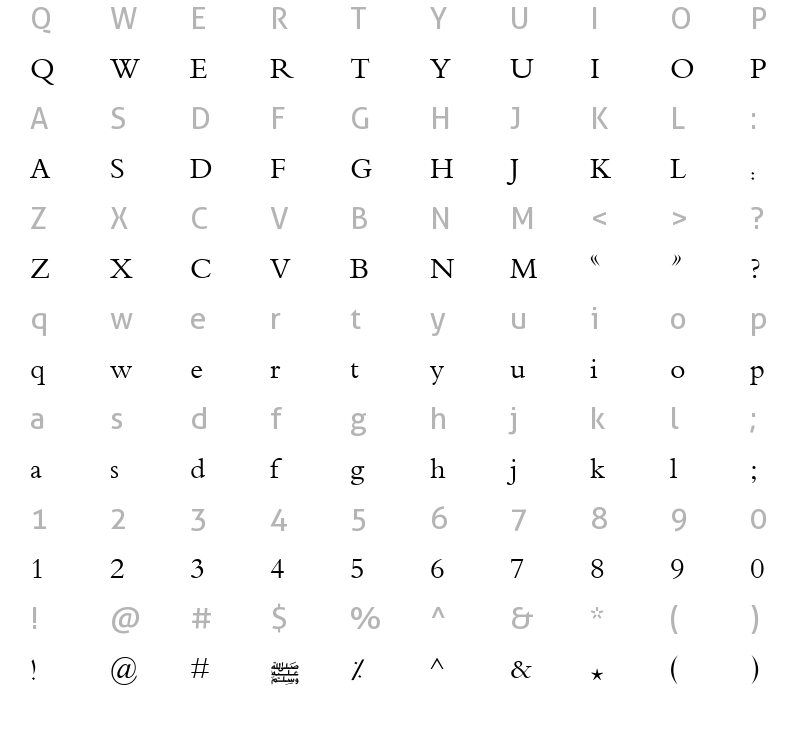 Q W E R T Y U I O P
Q W E R T Y U I O P
A S D F G H J K L :
A S D F G H J K L :
Z X C V B N M < > ?
Z X C V B N M « » ?
q w e r t y u i o p
q w e r t y u i o p
a s d f g h j k l ;
a s d f g h j k l ;
1 2 3 4 5 6 7 8 9 0
1 2 3 4 5 6 7 8 9 0
! @ # $ % ^ & * ( )
! @ # صلى الله عليه وسلم ٪ ^ & ⋆ ( )